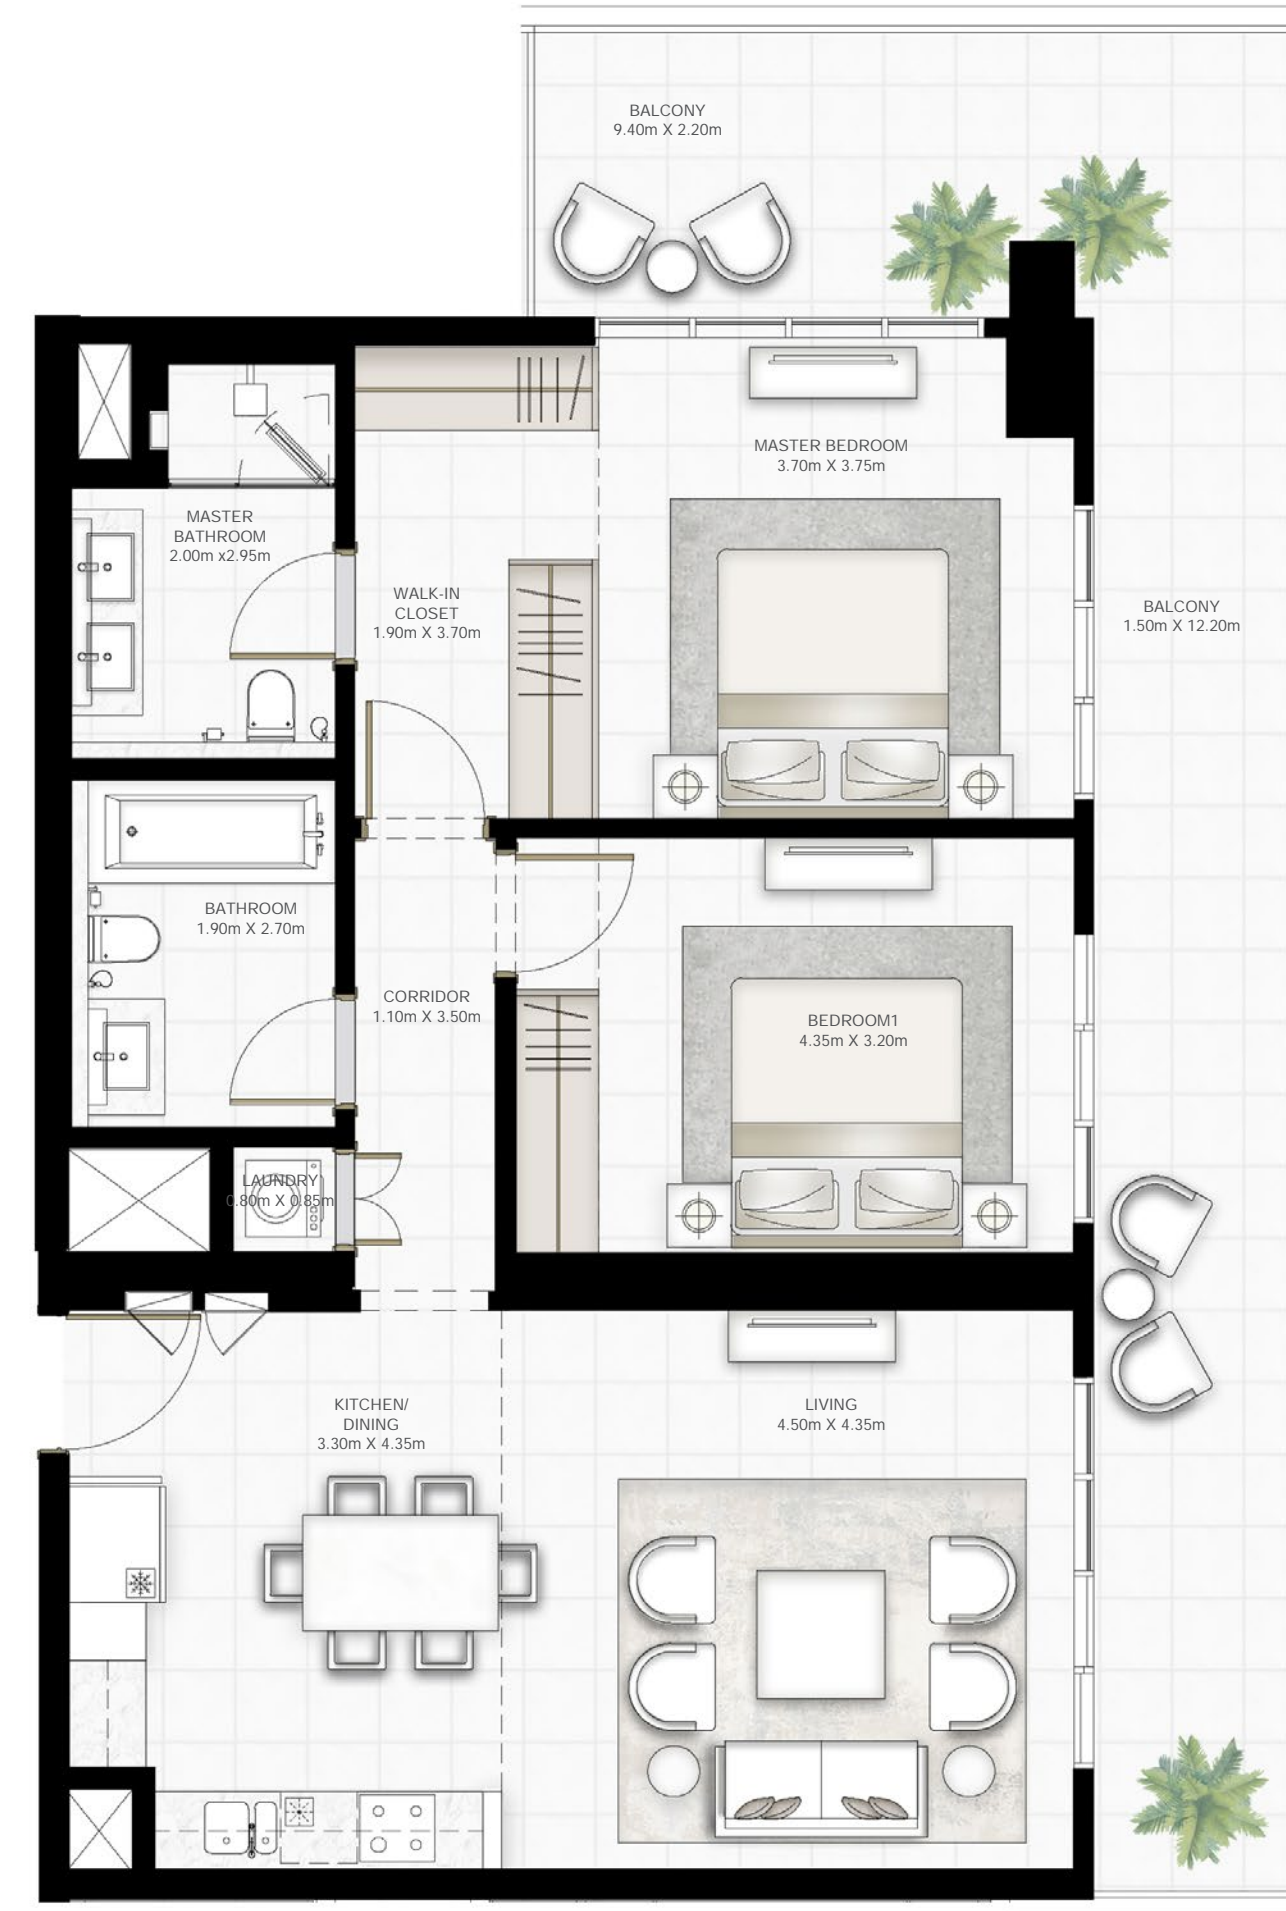 BALCONY
9.40m X 2.20m
MASTER BEDROOM
3.70m X 3.75m
MASTER
BATHROOM
2.00m x2.95m
WALK-IN
CLOSET
1.90m X 3.70m
BALCONY
1.50m X 12.20m
BATHROOM
1.90m X 2.70m
CORRIDOR
1.10m X 3.50m
BEDROOM1
4.35m X 3.20m
LAUNDRY
0.80m X 0.85m
KITCHEN/
DINING
3.30m X 4.35m
LIVING
4.50m X 4.35m